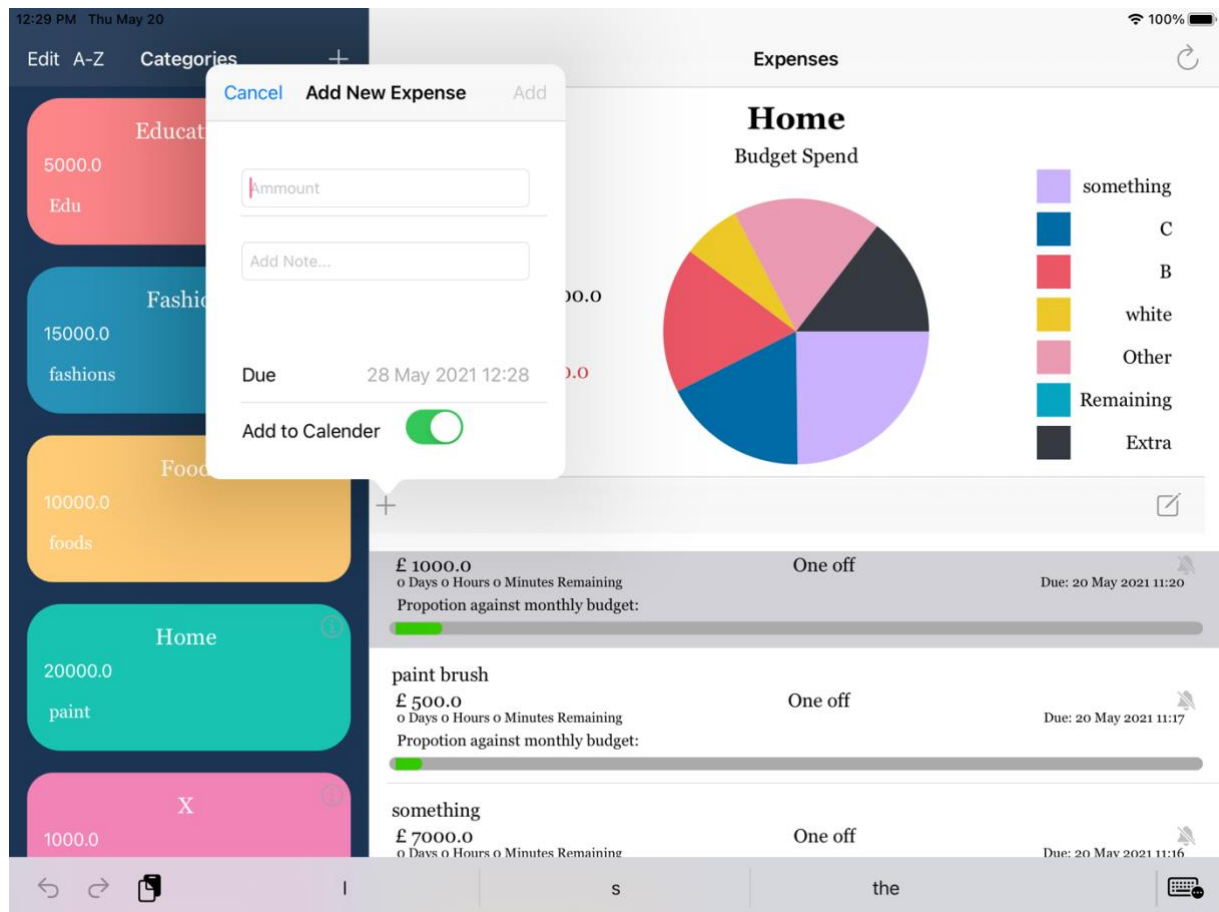 12:29 PM Thu May 20
100%
Edit A-Z Categories +
Expenses
Cancel Add New Expense Add
Ammount
Add Note...
Due 28 May 2021 12:28
Add to Calender
5000.0
Edu
15000.0
fashions
10000.0
foods
Home
20000.0
paint
X
1000.0
Home
Budget Spend
something
C
B
white
Other
Remaining
Extra
+
£ 1000.0 One off
0 Days 0 Hours 0 Minutes Remaining Due: 20 May 2021 11:20
Propotion against monthly budget:
paint brush
£ 500.0 One off
0 Days 0 Hours 0 Minutes Remaining Due: 20 May 2021 11:17
Propotion against monthly budget:
something
£ 7000.0 One off
0 Days 0 Hours 0 Minutes Remaining Due: 20 May 2021 11:16
I s the